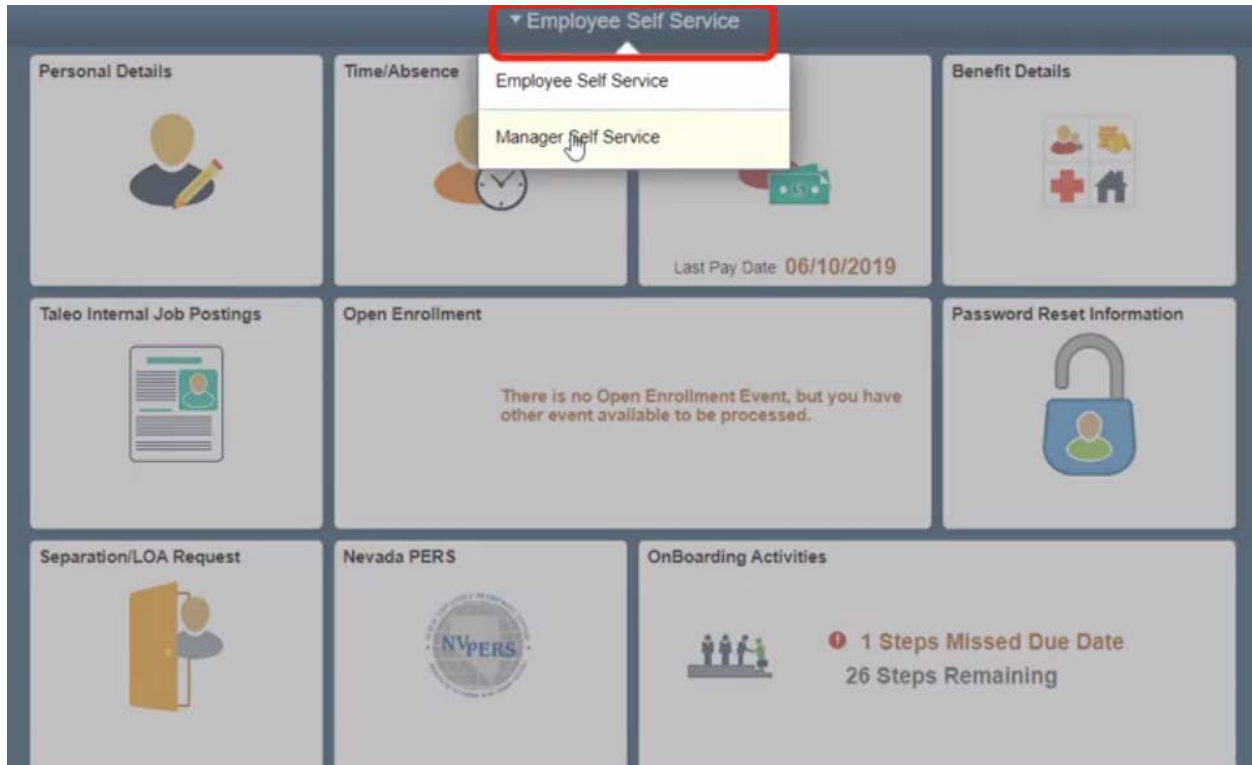 Employee Self Service
Personal Details
Time/Absence
Employee Self Service
Manager Self Service
Benefit Details
Last Pay Date 06/10/2019
Taleo Internal Job Postings
Open Enrollment
There is no Open Enrollment Event, but you have
other event available to be processed.
Password Reset Information
Separation/LOA Request
Nevada PERS
NVPERS
OnBoarding Activities
1 Steps Missed Due Date
26 Steps Remaining